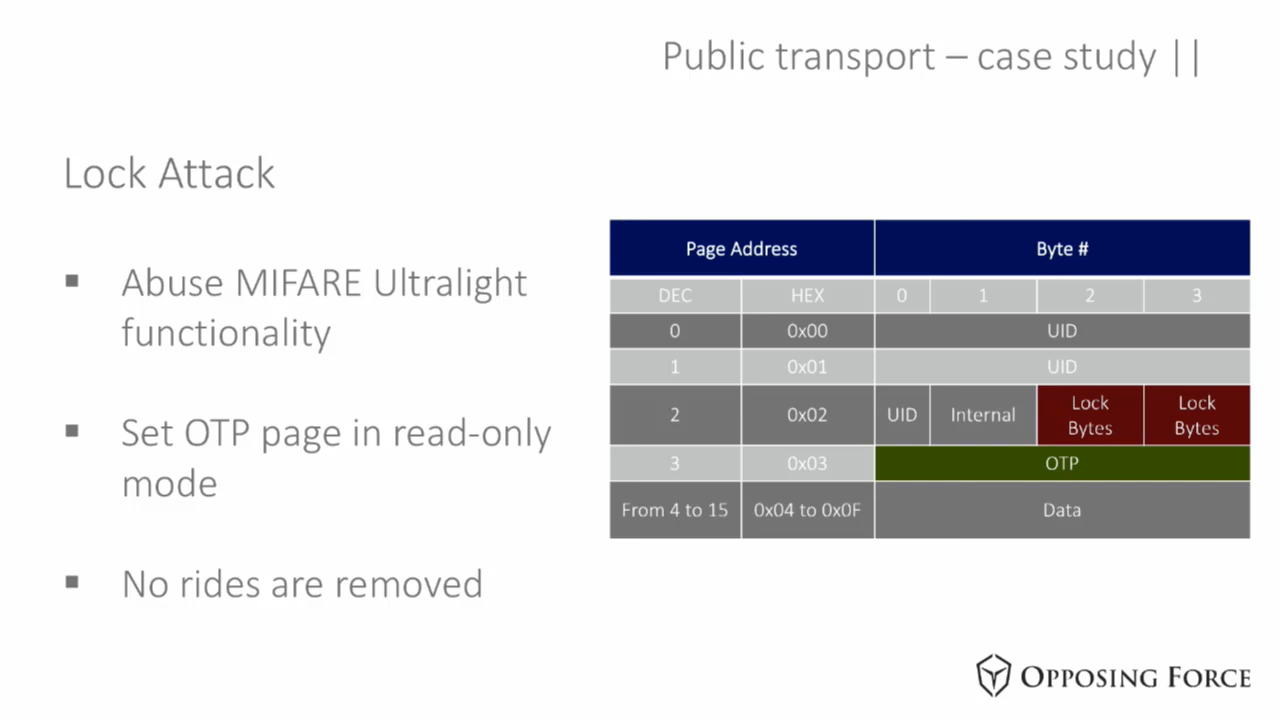 Public transport – case study ||
Lock Attack
▪ Abuse MIFARE Ultralight
functionality
▪ Set OTP page in read-only
mode
▪ No rides are removed
Page Address Byte #
DEC HEX 0 1 2 3
0 0x00 UID
1 0x01 UID
2 0x02 UID Internal Lock Bytes Lock Bytes
3 0x03 OTP
From 4 to 15 0x04 to 0x0F Data
OPPOSING FORCE